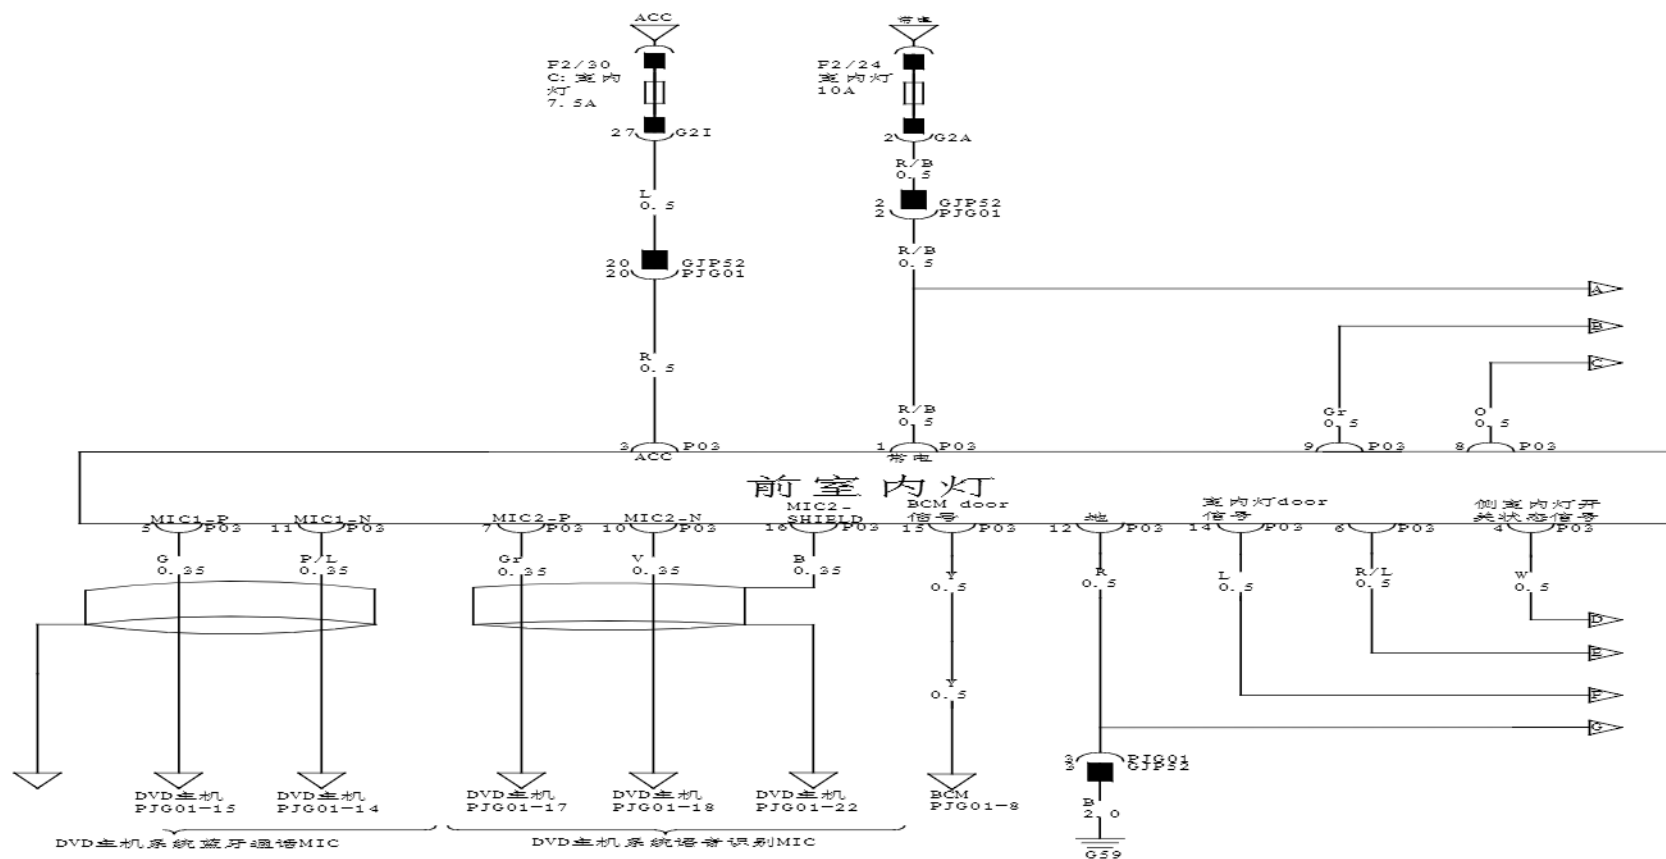 ACC
常电
F2/30
C:室内
灯
7.5A
F2/24
室内灯
10A
27 G2I
2 G2A
R/B
0.5
L
0.5
2 GJP52
2 PJG01
R/B
0.5
20 GJP52
20 PJG01
A
B
C
R
0.5
R/B
0.5
Gr
0.5
O
0.5
3 P03
1 P03
9 P03
8 P03
ACC
常电
前室内灯
MIC1-P
MIC1-N
MIC2-P
MIC2-N
MIC2-
SHIELD
BCM door
信号
地
室内灯door
信号
侧室内灯开
关状态信号
5 P03
11 P03
7 P03
10 P03
16 P03
15 P03
12 P03
14 P03
6 P03
4 P03
G
0.35
P/L
0.35
Gr
0.35
V
0.35
B
0.35
Y
0.5
R
0.5
L
0.5
R/L
0.5
W
0.5
D
E
Y
0.5
F
G
3 PJG01
3 GJP52
DVD主机
PJG01-15
DVD主机
PJG01-14
DVD主机
PJG01-17
DVD主机
PJG01-18
DVD主机
PJG01-22
BCM
PJG01-8
B
2.0
DVD主机系统蓝牙通话MIC
DVD主机系统语音识别MIC
G59